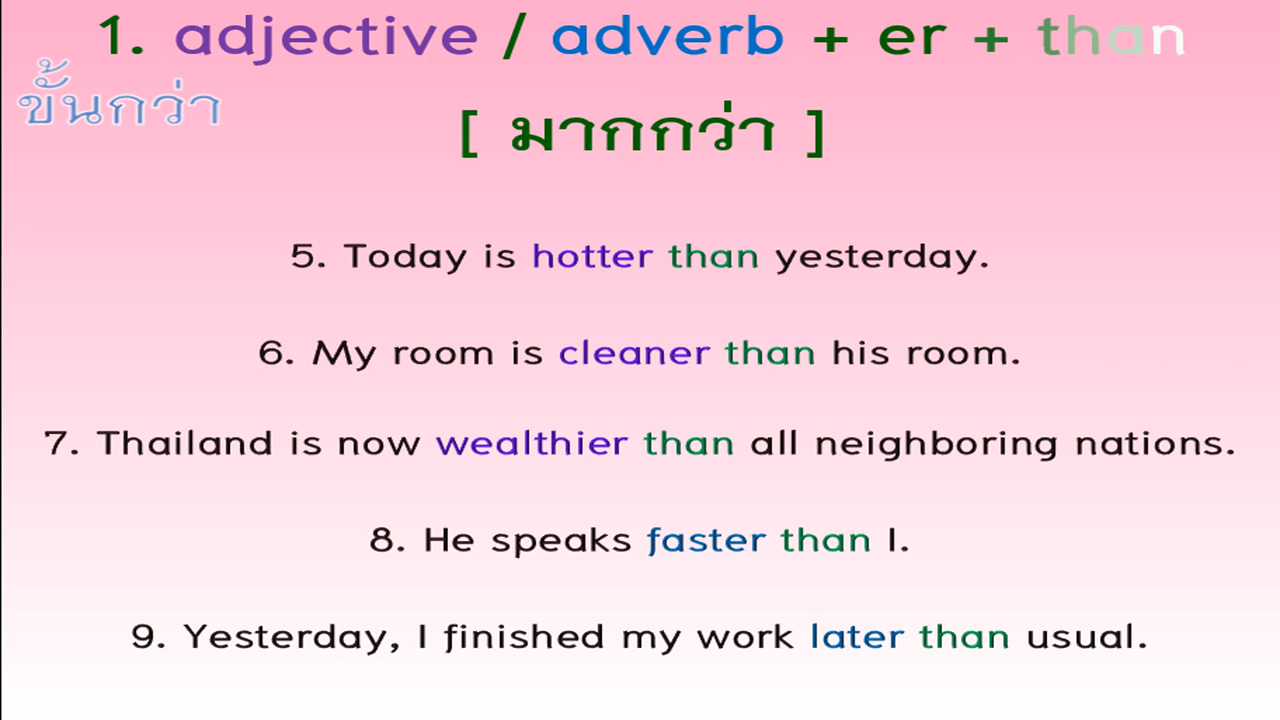 1. adjective / adverb + er + than
ขั้นกว่า
[ มากกว่า ]
5. Today is hotter than yesterday.
6. My room is cleaner than his room.
7. Thailand is now wealthier than all neighboring nations.
8. He speaks faster than I.
9. Yesterday, I finished my work later than usual.